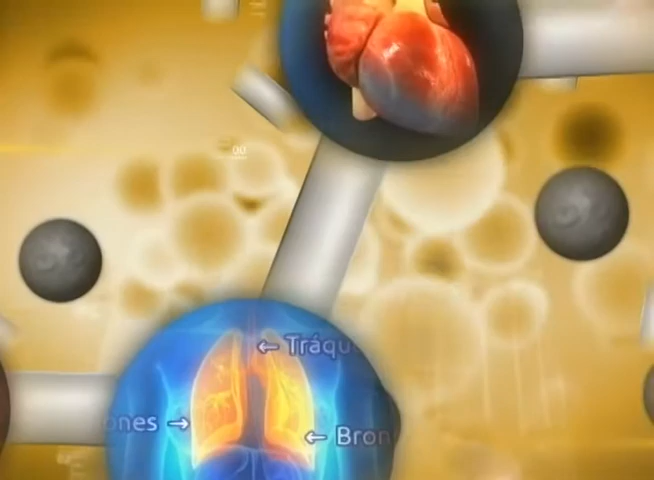 ← Tráqu
ones →
← Bron